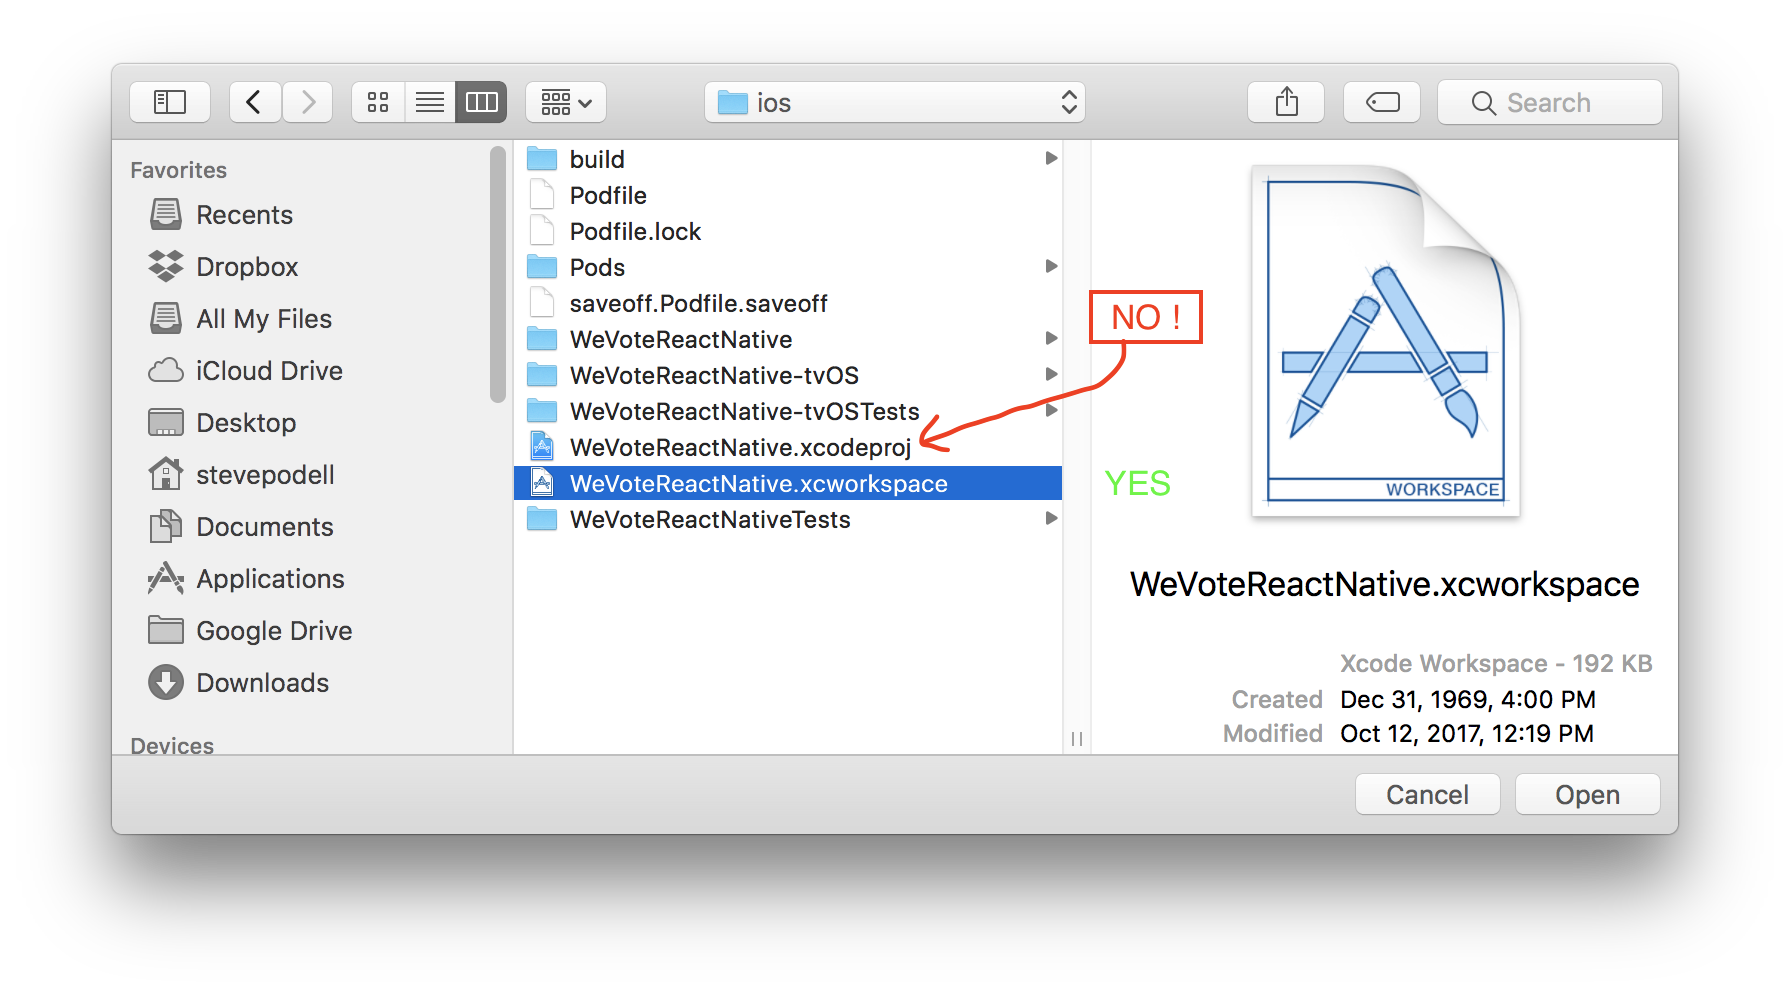 ios
Search
Favorites
Recents
Dropbox
All My Files
iCloud Drive
Desktop
stevepodell
Documents
Applications
Google Drive
Downloads
Devices
build
Podfile
Podfile.lock
Pods
saveoff.Podfile.saveoff
WeVoteReactNative
WeVoteReactNative-tvOS
WeVoteReactNative-tvOSTests
WeVoteReactNative.xcodeproj
WeVoteReactNative.xcworkspace
WeVoteReactNativeTests
NO !
YES
WORKSPACE
WeVoteReactNative.xcworkspace
Xcode Workspace - 192 KB
Created Dec 31, 1969, 4:00 PM
Modified Oct 12, 2017, 12:19 PM
Cancel
Open